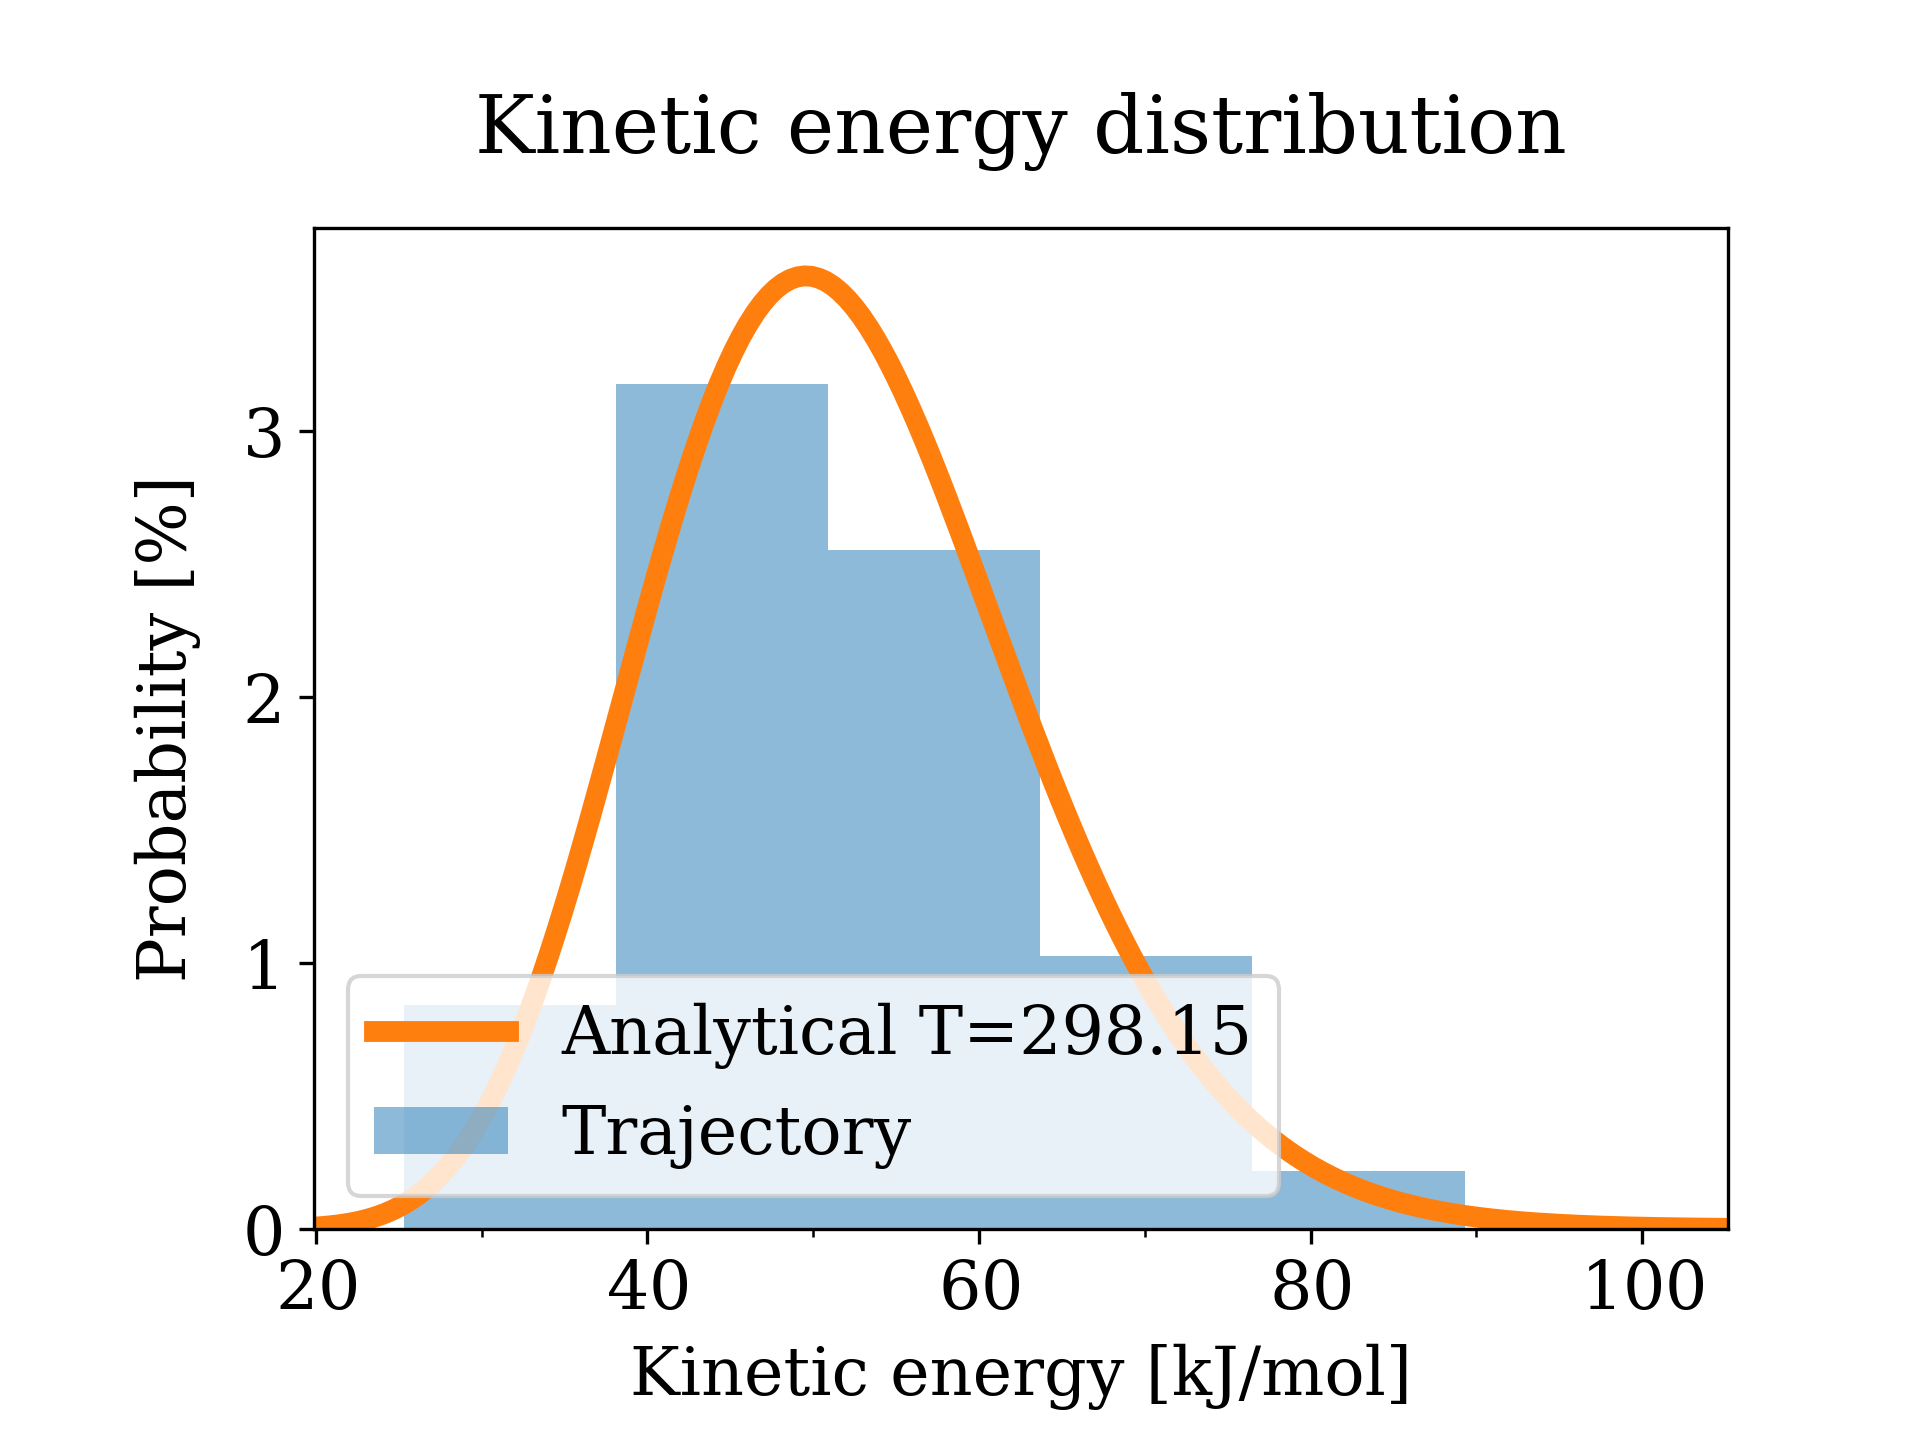 Kinetic energy distribution
Probability [%]
3
2
1
0
Analytical T=298.15
Trajectory
20 40 60 80 100
Kinetic energy [kJ/mol]